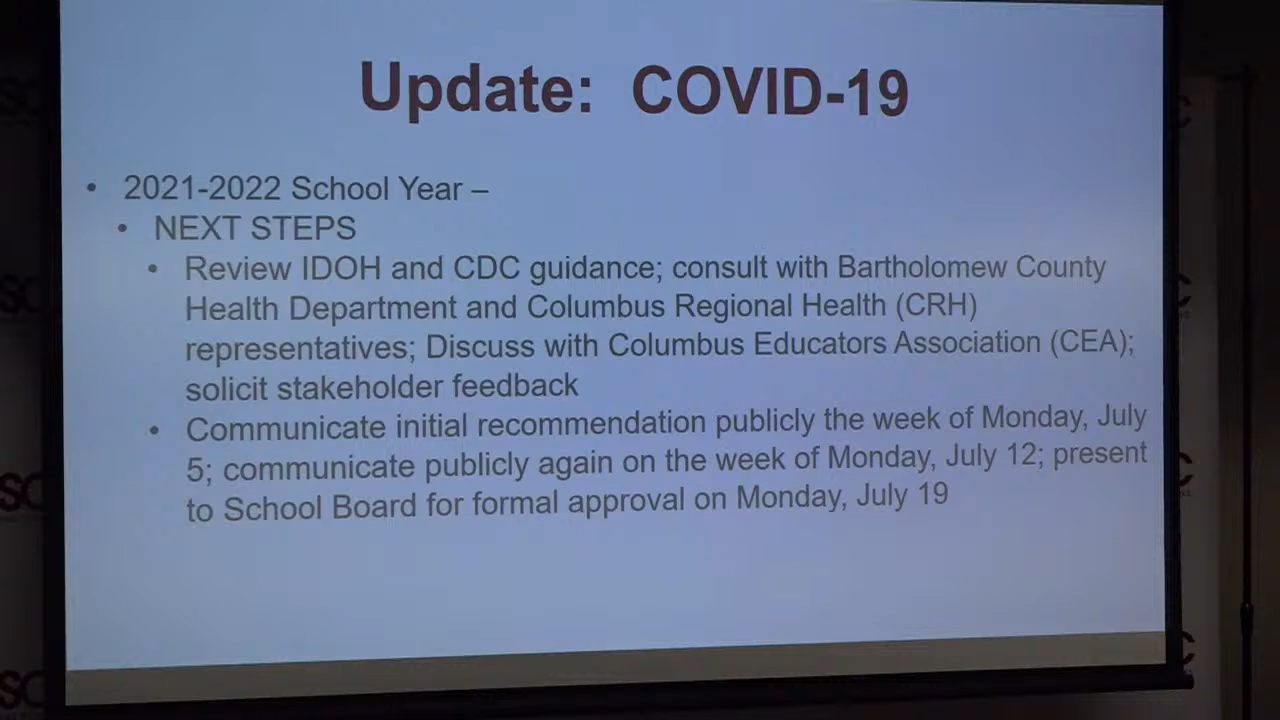 Update: COVID-19
• 2021-2022 School Year –
• NEXT STEPS
• Review IDOH and CDC guidance; consult with Bartholomew County
Health Department and Columbus Regional Health (CRH)
representatives; Discuss with Columbus Educators Association (CEA);
solicit stakeholder feedback
• Communicate initial recommendation publicly the week of Monday, July
5; communicate publicly again on the week of Monday, July 12; present
to School Board for formal approval on Monday, July 19